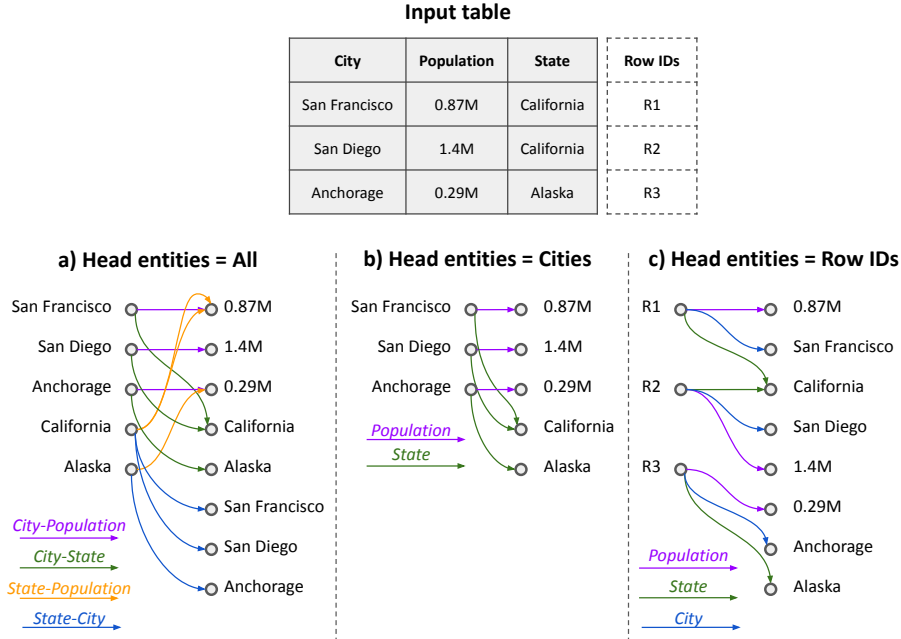 Input table
City Population State Row IDs
San Francisco 0.87M California R1
San Diego 1.4M California R2
Anchorage 0.29M Alaska R3
a) Head entities = All
San Francisco 0.87M
San Diego 1.4M
Anchorage 0.29M
California California
Alaska Alaska
San Francisco
San Diego
Anchorage
City-Population
City-State
State-Population
State-City
b) Head entities = Cities
San Francisco 0.87M
San Diego 1.4M
Anchorage 0.29M
California
Alaska
Population
State
c) Head entities = Row IDs
R1 0.87M
San Francisco
R2 California
San Diego
R3 1.4M
0.29M
Anchorage
Alaska
Population
State
City